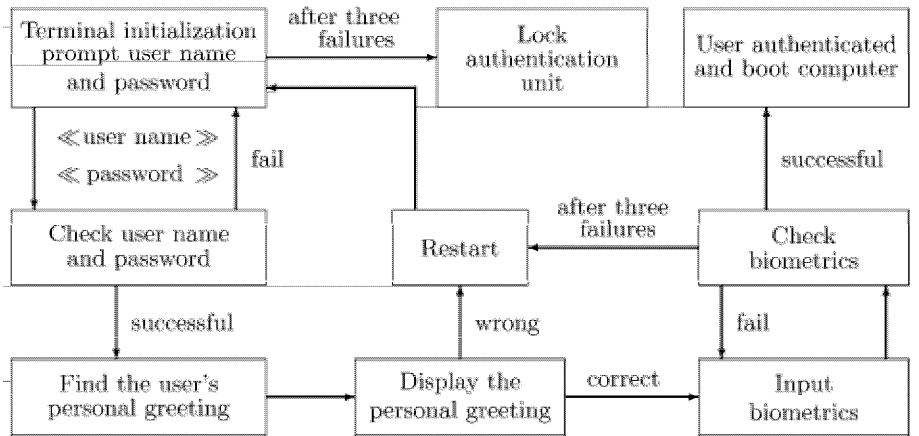 Terminal initialization
prompt user name
and password
after three
failures
Lock
authentication
unit
User authenticated
and boot computer
≪ user name ≫
≪ password ≫
fail
successful
Check user name
and password
Restart
after three
failures
Check
biometrics
successful
wrong
fail
Find the user's
personal greeting
Display the
personal greeting
correct
Input
biometrics